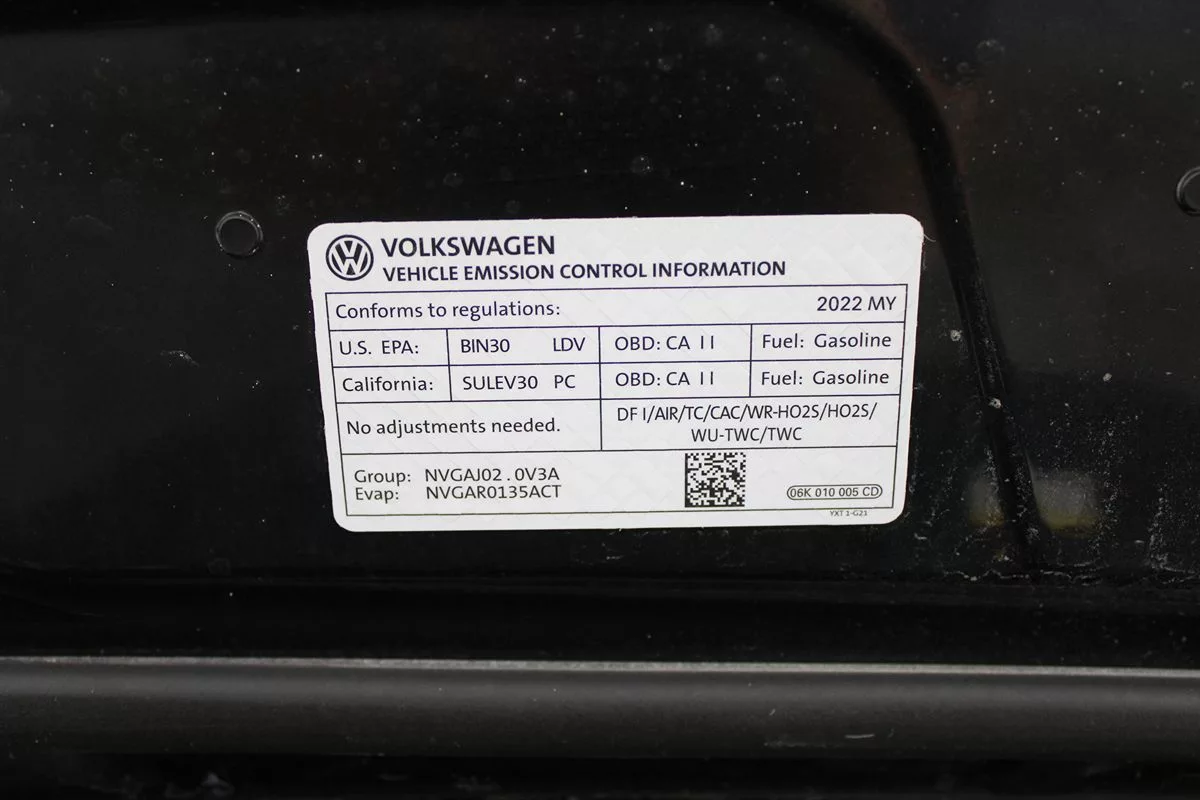 VOLKSWAGEN
VEHICLE EMISSION CONTROL INFORMATION
Conforms to regulations: 2022 MY
U.S. EPA: BIN30 LDV OBD: CA II Fuel: Gasoline
California: SULEV30 PC OBD: CA II Fuel: Gasoline
No adjustments needed.
DF I/AIR/TC/CAC/WR-HO2S/HO2S/
WU-TWC/TWC
Group: NVGAJ02.0V3A
Evap: NVGAR0135ACT
06K 010 005 CD
YXT 1-G21